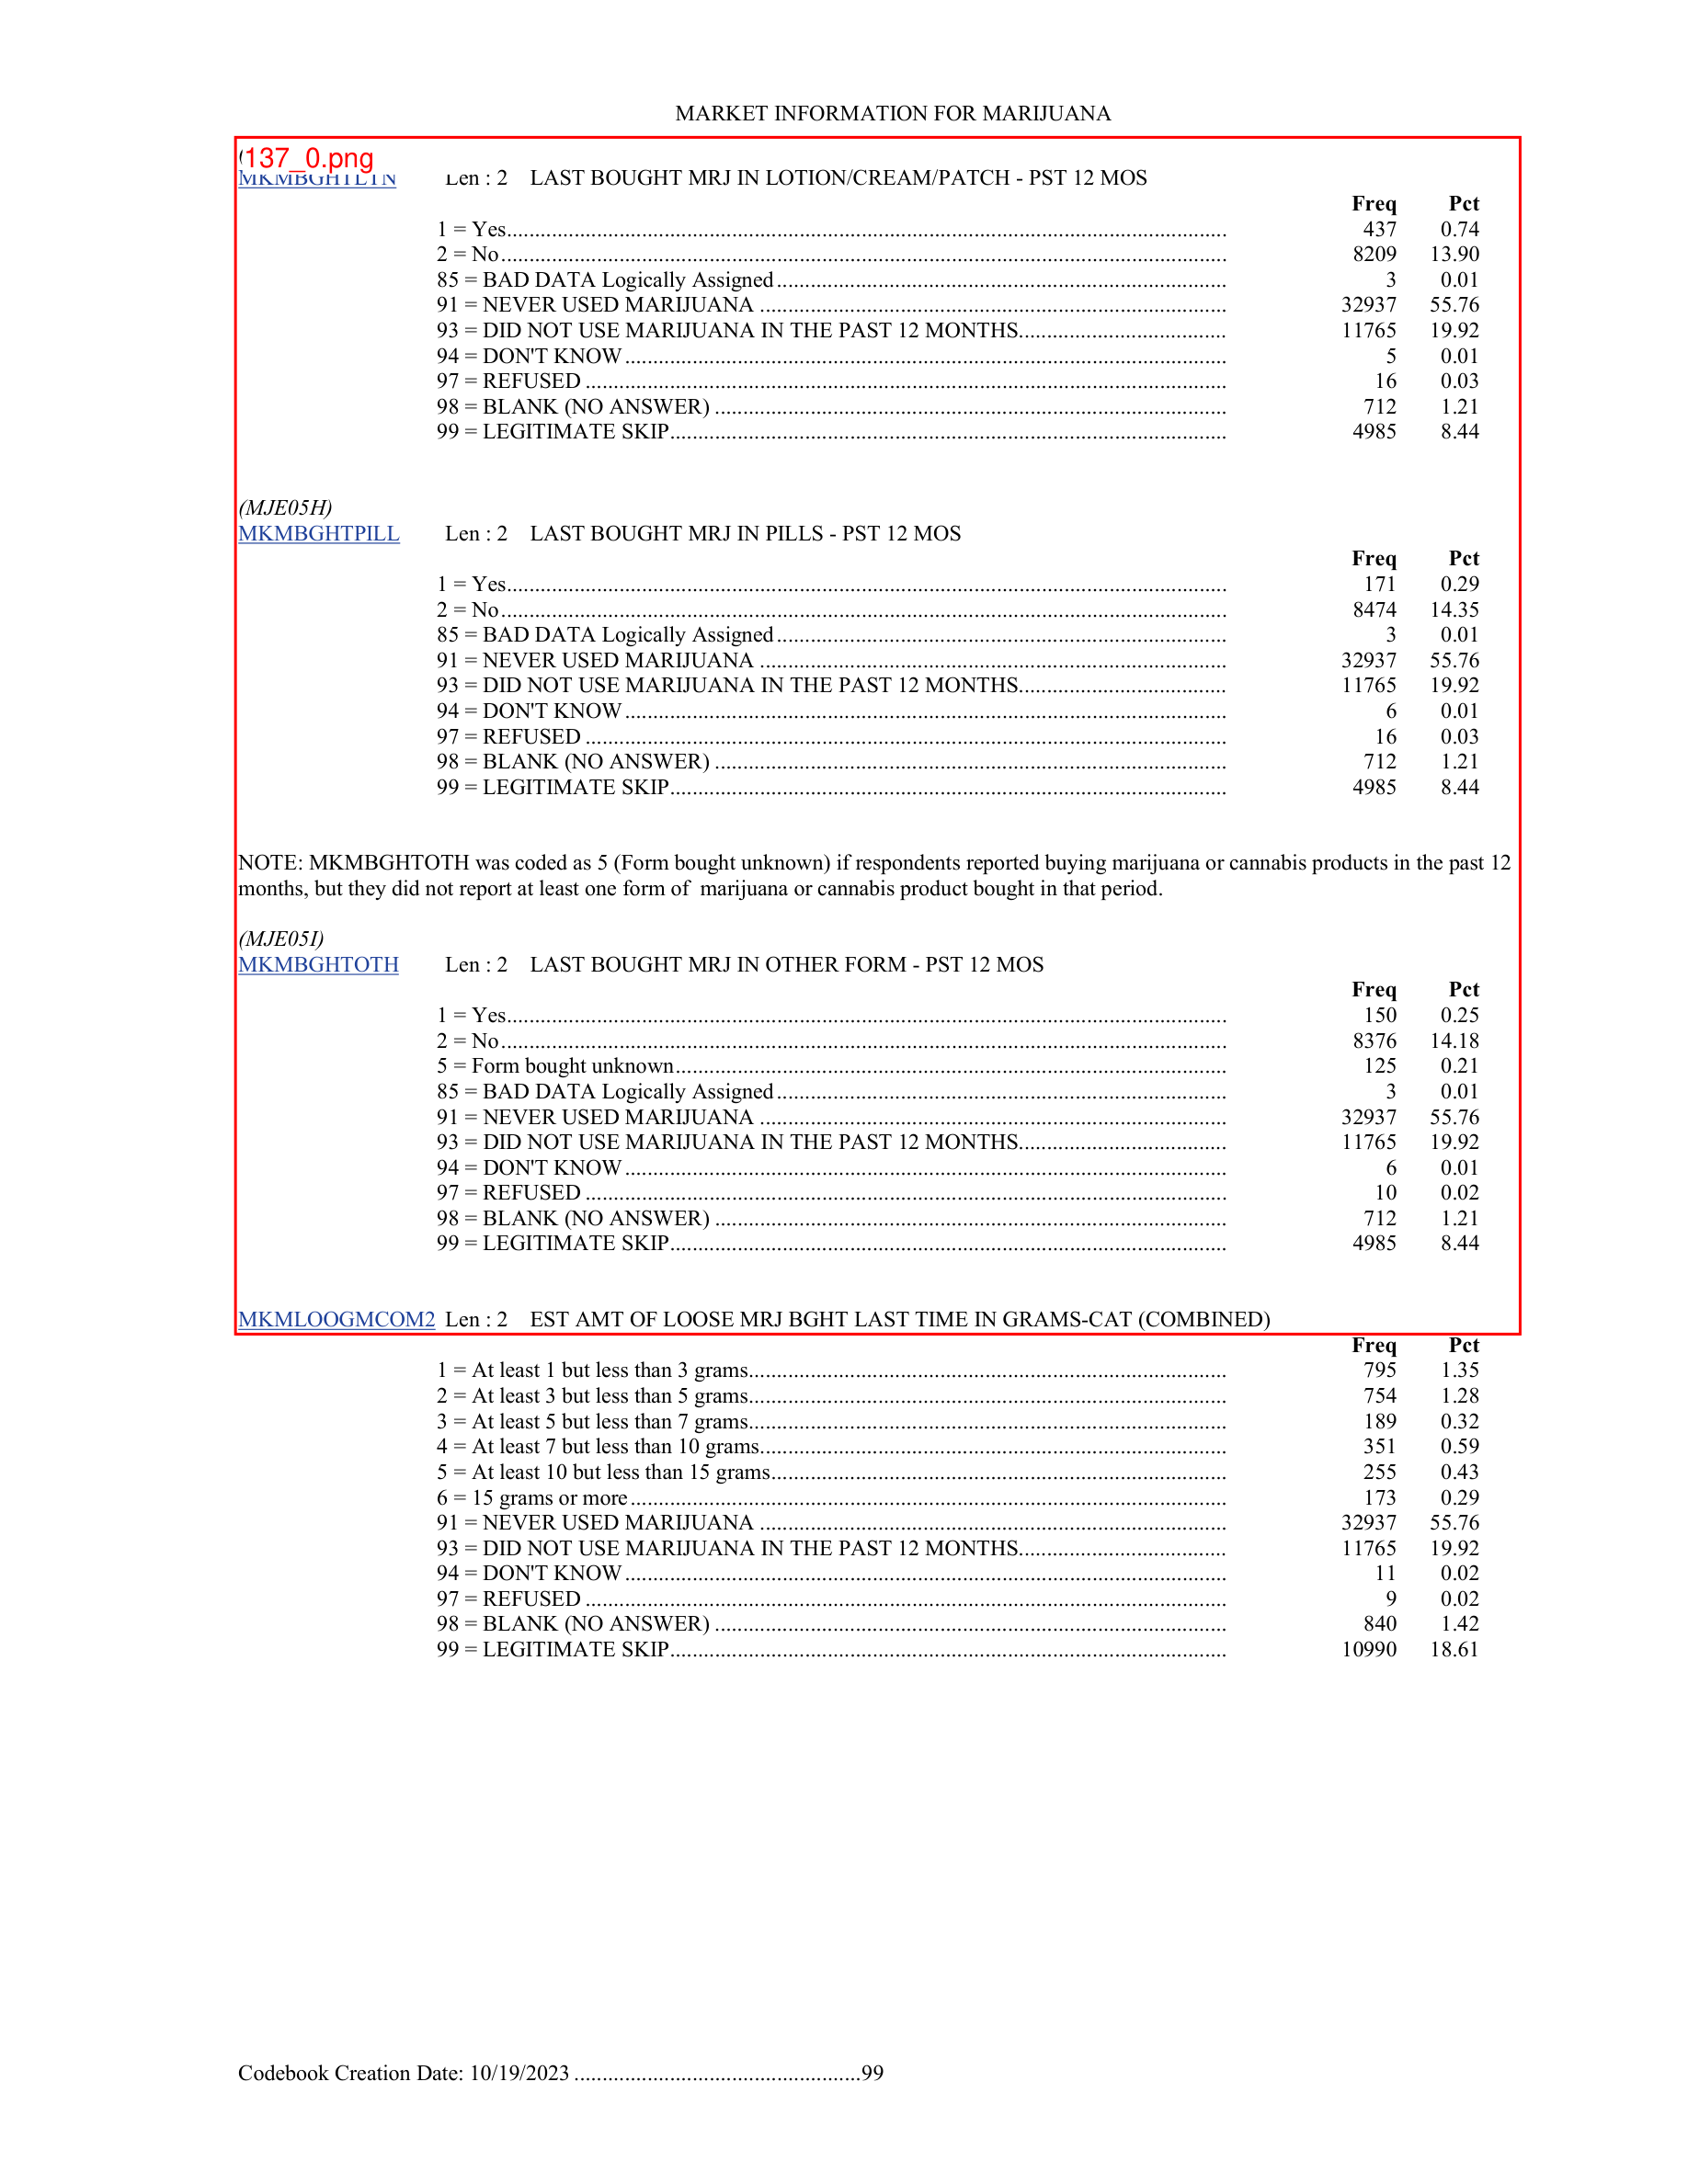 MARKET INFORMATION FOR MARIJUANA
137_0.png
MKMBGHTLTN Len : 2 LAST BOUGHT MRJ IN LOTION/CREAM/PATCH - PST 12 MOS
Freq Pct
1 = Yes 437 0.74
2 = No 8209 13.90
85 = BAD DATA Logically Assigned 3 0.01
91 = NEVER USED MARIJUANA 32937 55.76
93 = DID NOT USE MARIJUANA IN THE PAST 12 MONTHS 11765 19.92
94 = DON'T KNOW 5 0.01
97 = REFUSED 16 0.03
98 = BLANK (NO ANSWER) 712 1.21
99 = LEGITIMATE SKIP 4985 8.44
(MJE05H)
MKMBGHTPILL Len : 2 LAST BOUGHT MRJ IN PILLS - PST 12 MOS
Freq Pct
1 = Yes 171 0.29
2 = No 8474 14.35
85 = BAD DATA Logically Assigned 3 0.01
91 = NEVER USED MARIJUANA 32937 55.76
93 = DID NOT USE MARIJUANA IN THE PAST 12 MONTHS 11765 19.92
94 = DON'T KNOW 6 0.01
97 = REFUSED 16 0.03
98 = BLANK (NO ANSWER) 712 1.21
99 = LEGITIMATE SKIP 4985 8.44
NOTE: MKMBGHTOTH was coded as 5 (Form bought unknown) if respondents reported buying marijuana or cannabis products in the past 12
months, but they did not report at least one form of marijuana or cannabis product bought in that period.
(MJE05I)
MKMBGHTOTH Len : 2 LAST BOUGHT MRJ IN OTHER FORM - PST 12 MOS
Freq Pct
1 = Yes 150 0.25
2 = No 8376 14.18
5 = Form bought unknown 125 0.21
85 = BAD DATA Logically Assigned 3 0.01
91 = NEVER USED MARIJUANA 32937 55.76
93 = DID NOT USE MARIJUANA IN THE PAST 12 MONTHS 11765 19.92
94 = DON'T KNOW 6 0.01
97 = REFUSED 10 0.02
98 = BLANK (NO ANSWER) 712 1.21
99 = LEGITIMATE SKIP 4985 8.44
MKMLOOGMCOM2 Len : 2 EST AMT OF LOOSE MRJ BGHT LAST TIME IN GRAMS-CAT (COMBINED)
Freq Pct
1 = At least 1 but less than 3 grams 795 1.35
2 = At least 3 but less than 5 grams 754 1.28
3 = At least 5 but less than 7 grams 189 0.32
4 = At least 7 but less than 10 grams 351 0.59
5 = At least 10 but less than 15 grams 255 0.43
6 = 15 grams or more 173 0.29
91 = NEVER USED MARIJUANA 32937 55.76
93 = DID NOT USE MARIJUANA IN THE PAST 12 MONTHS 11765 19.92
94 = DON'T KNOW 11 0.02
97 = REFUSED 9 0.02
98 = BLANK (NO ANSWER) 840 1.42
99 = LEGITIMATE SKIP 10990 18.61
Codebook Creation Date: 10/19/2023 99